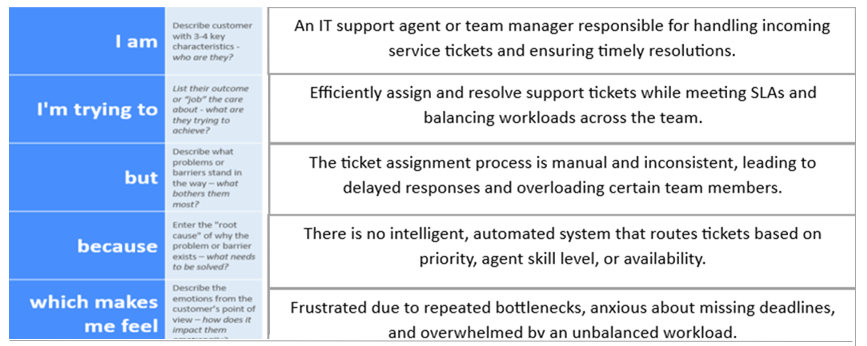 I am
Describe customer
with 3-4 key
characteristics -
who are they?
An IT support agent or team manager responsible for handling incoming
service tickets and ensuring timely resolutions.
I'm trying to
List their outcome
or "job" the care
about - what are
they trying to
achieve?
Efficiently assign and resolve support tickets while meeting SLAs and
balancing workloads across the team.
but
Describe what
problems or
barriers stand in
the way – what
bothers them
most?
The ticket assignment process is manual and inconsistent, leading to
delayed responses and overloading certain team members.
because
Enter the "root
cause" of why the
problem or barrier
exists – what needs
to be solved?
There is no intelligent, automated system that routes tickets based on
priority, agent skill level, or availability.
which makes
me feel
Describe the
emotions from the
customer's point of
view – how does it
impact them
Frustrated due to repeated bottlenecks, anxious about missing deadlines,
and overwhelmed by an unbalanced workload.